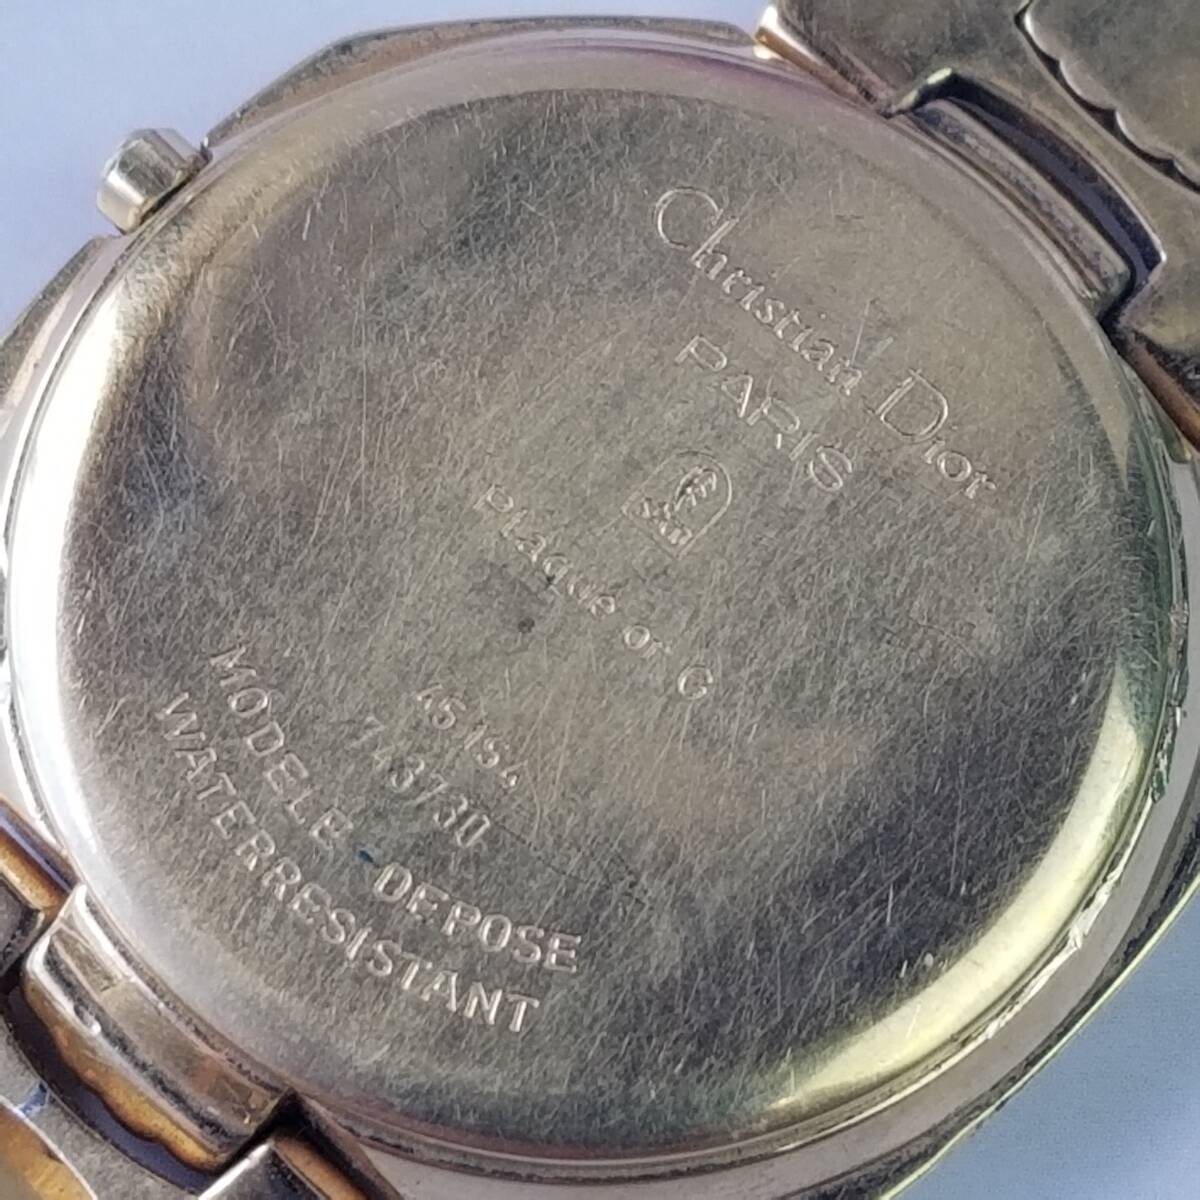 Christian Dior
PARIS
Plaque or G
45.154
743730
MODELE DEPOSE
WATERRESISTANT